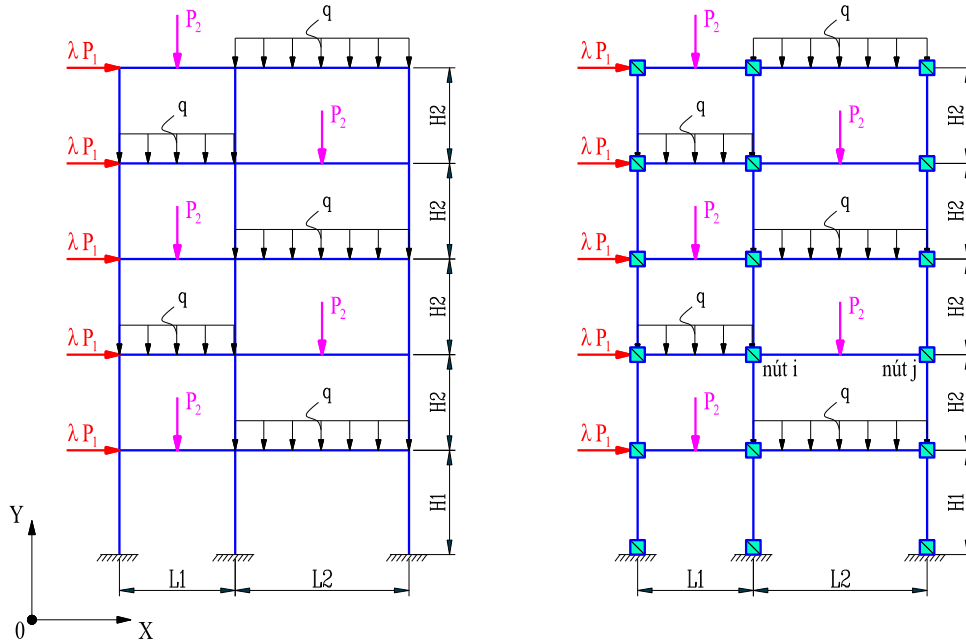 P2 q P2 q
λ P1 λ P1
H2 H2
q P2 q P2
λ P1 λ P1
P2 q P2 q
H2 H2
λ P1 λ P1
q P2 q P2
H2 H2
λ P1 λ P1
nút i nút j
P2 q P2 q
H2 H2
λ P1 λ P1
H1 H1
Y
L1 L2 L1 L2
0 X